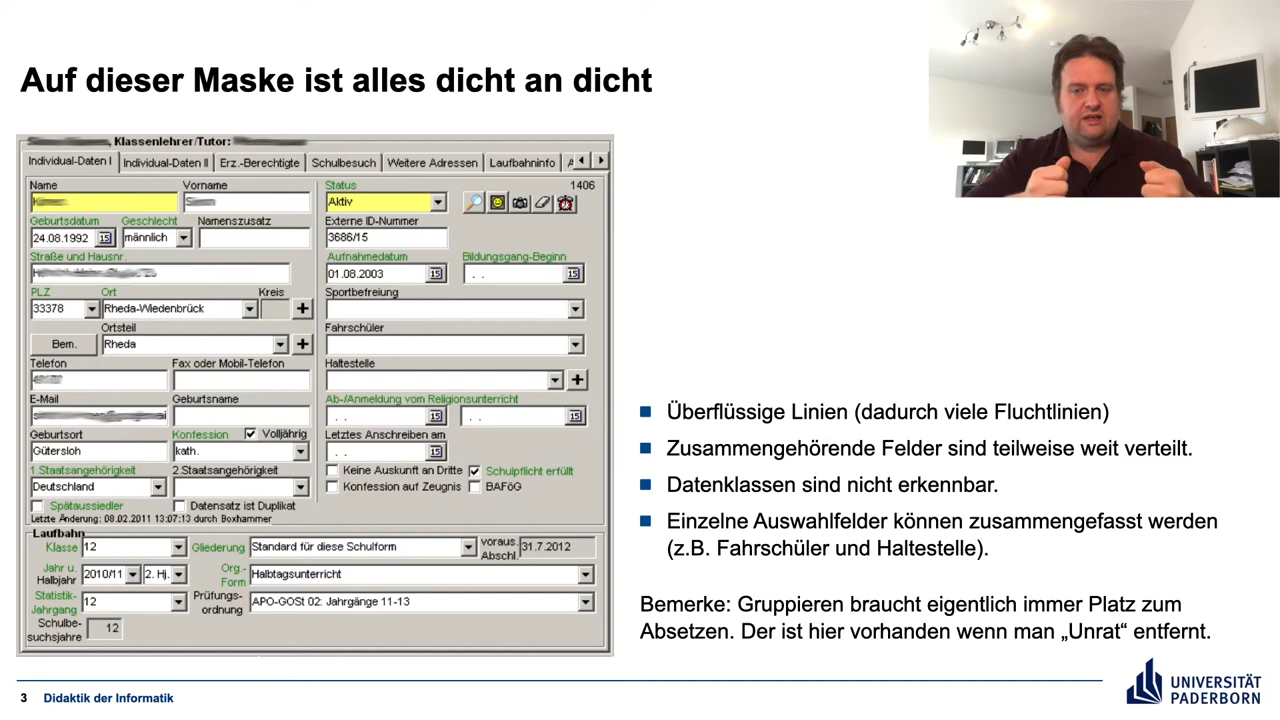 Auf dieser Maske ist alles dicht an dicht
, Klassenlehrer/Tutor:
Individual-Daten I Individual-Daten II Erz.-Berechtigte Schulbesuch Weitere Adressen Laufbahninfo A
Name Vorname Status 1406
Aktiv
Geburtsdatum Geschlecht Namenszusatz Externe ID-Nummer
24.08.1992 15 männlich 3686/15
Straße und Hausnr. Aufnahmedatum Bildungsgang-Beginn
01.08.2003 15 . . 15
PLZ Ort Kreis Sportbefreiung
33378 Rheda-Wiedenbrück +
Ortsteil Fahrschüler
Bem. Rheda +
Telefon Fax oder Mobil-Telefon Haltestelle
+
E-Mail Geburtsname Ab-/Anmeldung vom Religionsunterricht
. . 15 . . 15
Geburtsort Konfession Volljährig Letztes Anschreiben am
Gütersloh kath. . . 15
1.Staatsangehörigkeit 2.Staatsangehörigkeit Keine Auskunft an Dritte Schulpflicht erfüllt
Deutschland Konfession auf Zeugnis BAFöG
Spätaussiedler Datensatz ist Duplikat
Letzte Änderung: 08.02.2011 13:07:13 durch Boxhammer
Laufbahn
Klasse 12 Gliederung Standard für diese Schulform voraus. Abschl. 31.7.2012
Jahr u. Halbjahr 2010/11 2. Hj. Org.-Form Halbtagsunterricht
Statistik-Jahrgang 12 Prüfungs-ordnung APO-GOSt 02: Jahrgänge 11-13
Schulbe-suchsjahre 12
Überflüssige Linien (dadurch viele Fluchtlinien)
Zusammengehörende Felder sind teilweise weit verteilt.
Datenklassen sind nicht erkennbar.
Einzelne Auswahlfelder können zusammengefasst werden
(z.B. Fahrschüler und Haltestelle).
Bemerke: Gruppieren braucht eigentlich immer Platz zum
Absetzen. Der ist hier vorhanden wenn man „Unrat“ entfernt.
3 Didaktik der Informatik
UNIVERSITÄT
PADERBORN